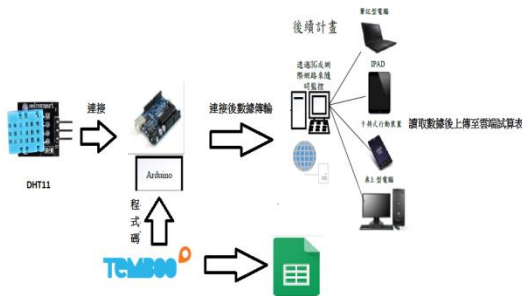 後續計畫
筆記型電腦
透過3G或網
際網路來隨
時監控
IPAD
連接
連接後數據傳輸
手持式行動裝置
讀取數據後上傳至雲端試算表
DHT11
Arduino
桌上型電腦
程
式
碼
TEMBOO